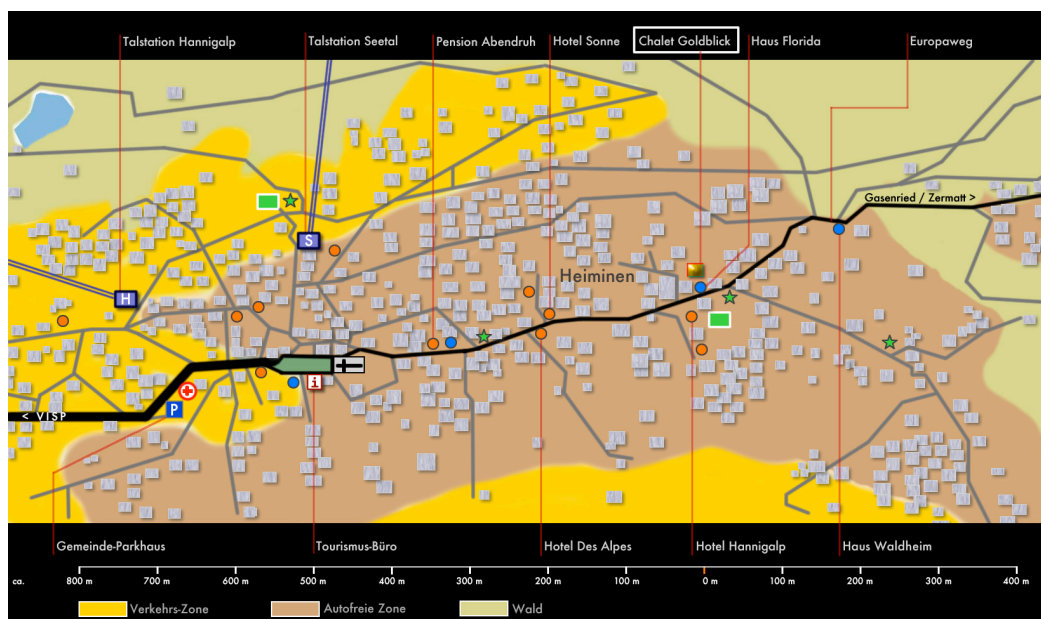 Talstation Hannigalp
Talstation Seetal
Pension Abendruh
Hotel Sonne
Chalet Goldblick
Haus Florida
Europaweg
Gasenried / Zermatt >
S
Heiminen
H
i
P
< VISP
Gemeinde-Parkhaus
Tourismus-Büro
Hotel Des Alpes
Hotel Hannigalp
Haus Waldheim
ca. 800 m 700 m 600 m 500 m 400 m 300 m 200 m 100 m 0 m 100 m 200 m 300 m 400 m
Verkehrs-Zone
Autofreie Zone
Wald